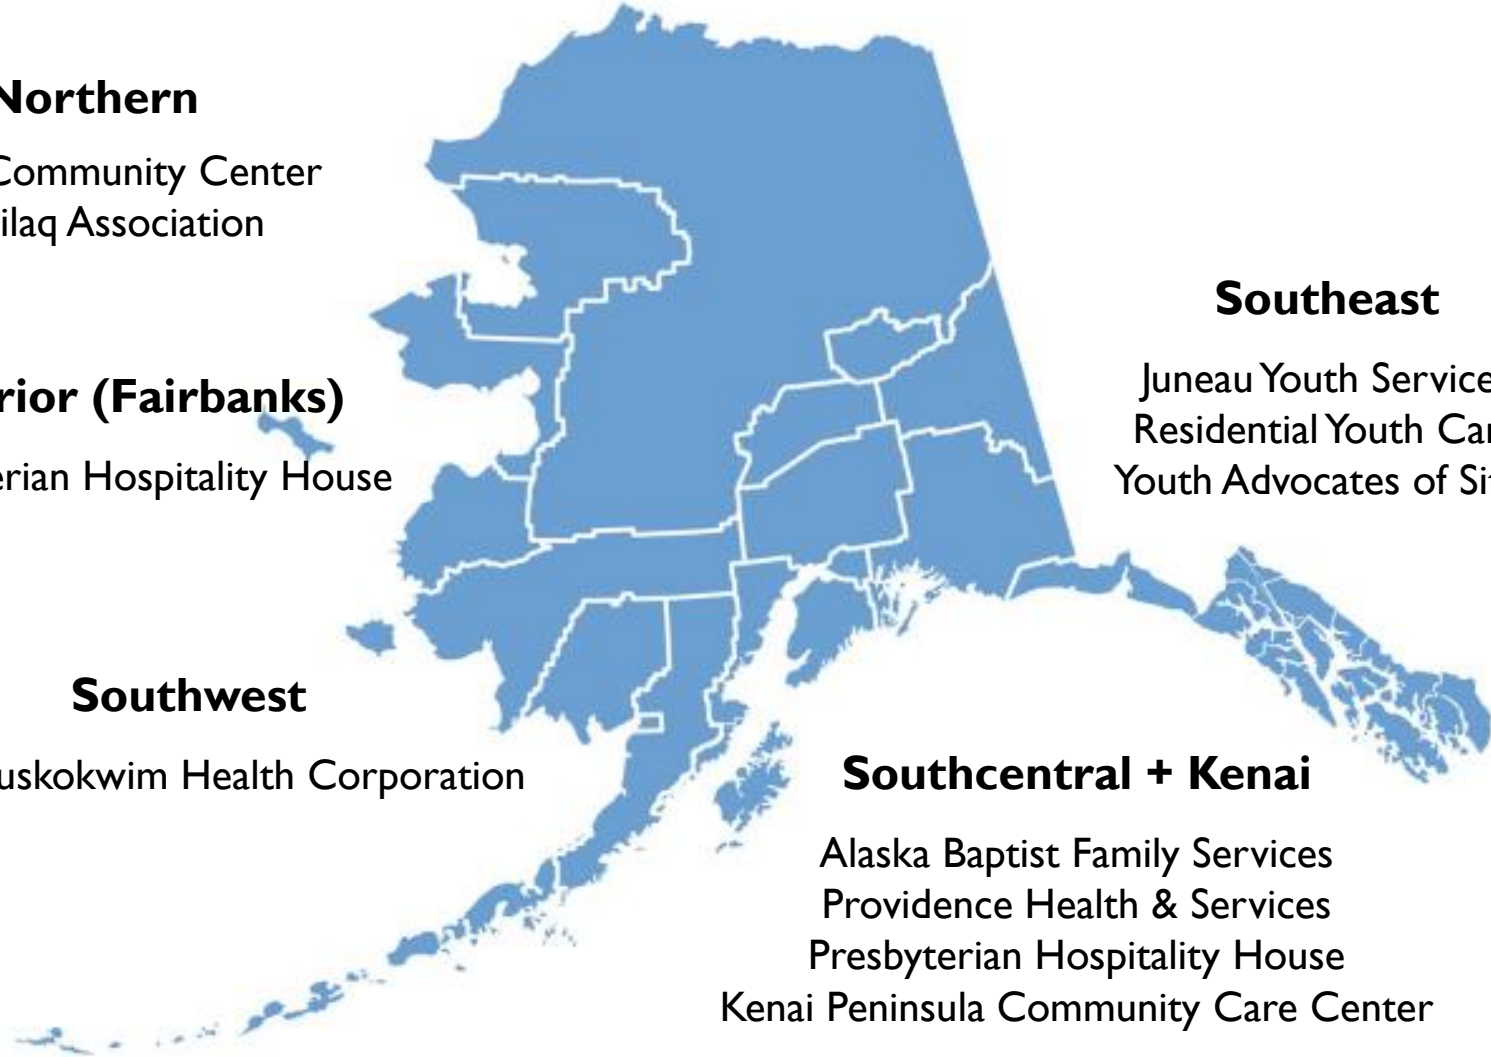 Northern
Community Center
ilaq Association
rior (Fairbanks)
erian Hospitality House
Southwest
uskokwim Health Corporation
Southeast
Juneau Youth Service
Residential Youth Car
Youth Advocates of Sit
Southcentral + Kenai
Alaska Baptist Family Services
Providence Health & Services
Presbyterian Hospitality House
Kenai Peninsula Community Care Center